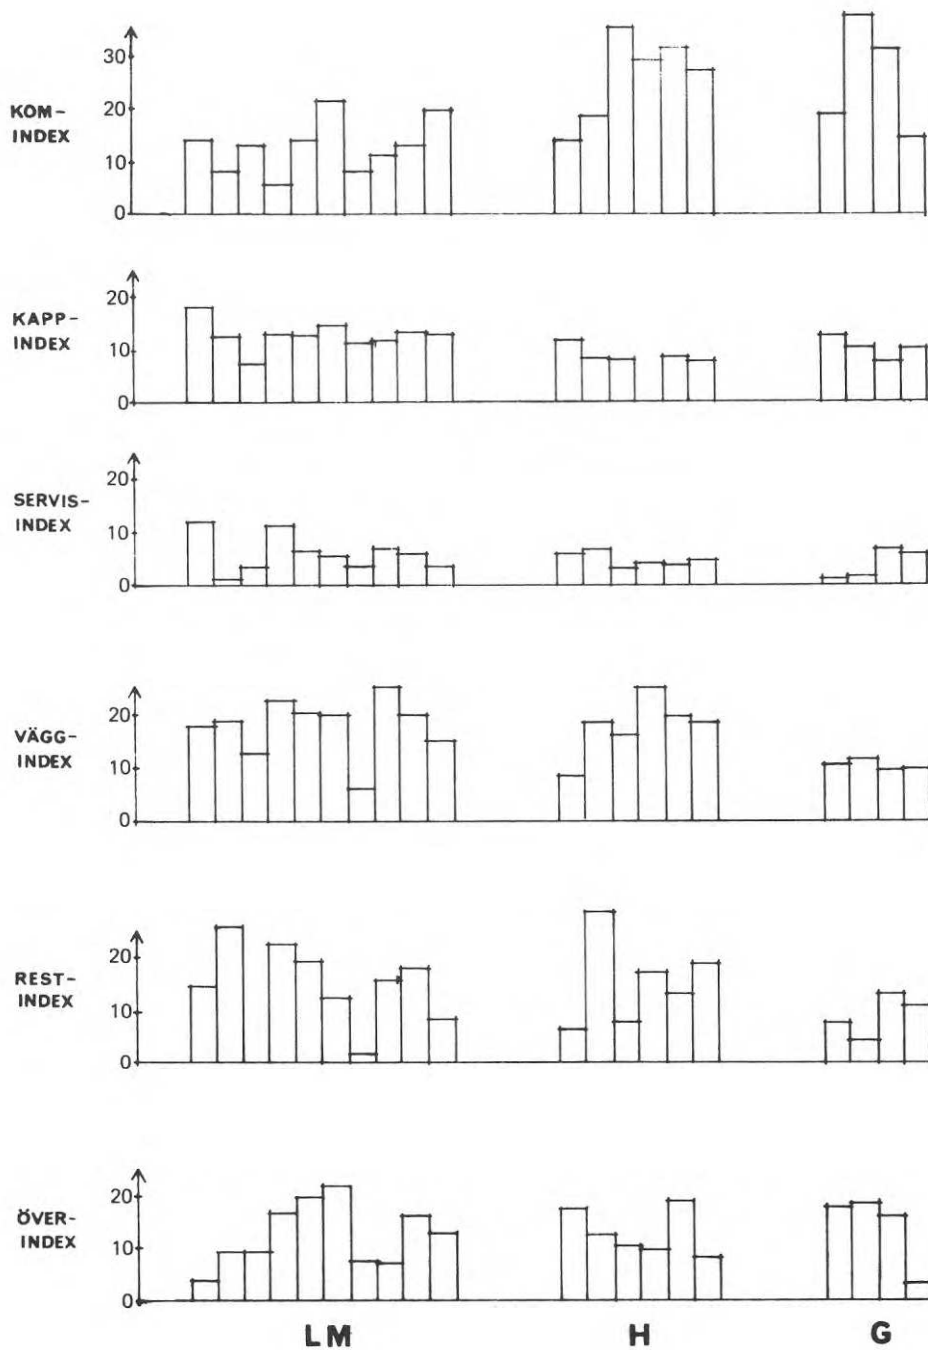 30
20
10
0
KOM-
INDEX
20
10
0
KAPP-
INDEX
20
10
0
SERVIS-
INDEX
20
10
0
VÄGG-
INDEX
20
10
0
REST-
INDEX
20
10
0
ÖVER-
INDEX
LM H G